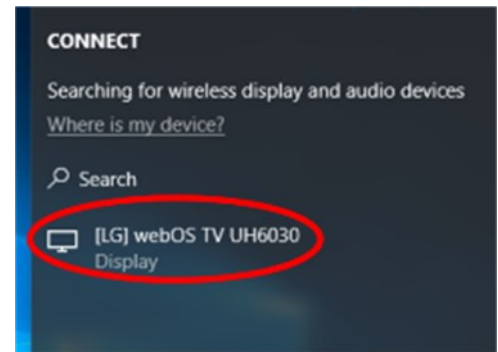 CONNECT
Searching for wireless display and audio devices
Where is my device?
Search
[LG] webOS TV UH6030
Display